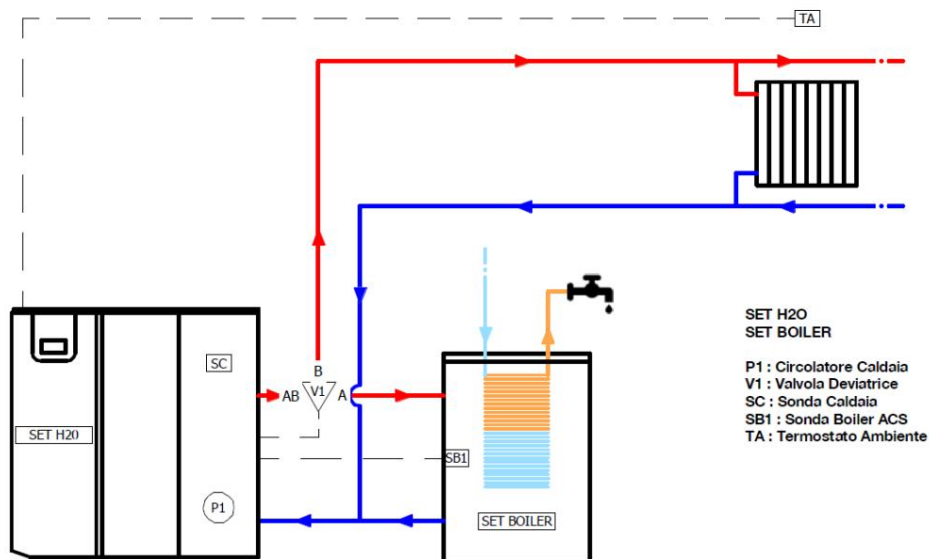 TA
SC
B
AB
V1
A
SET H20
SB1
P1
SET BOILER
SET H2O
SET BOILER
P1 : Circolatore Caldaia
V1 : Valvola Deviatrice
SC : Sonda Caldaia
SB1 : Sonda Boiler ACS
TA : Termostato Ambiente